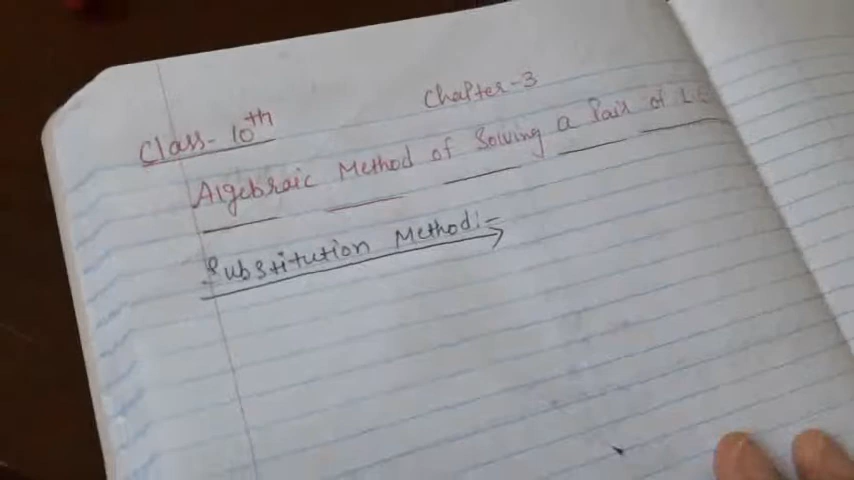 Chapter-3
Class- 10th
Algebraic Method of Solving a Pair of L E
Substitution Method:-